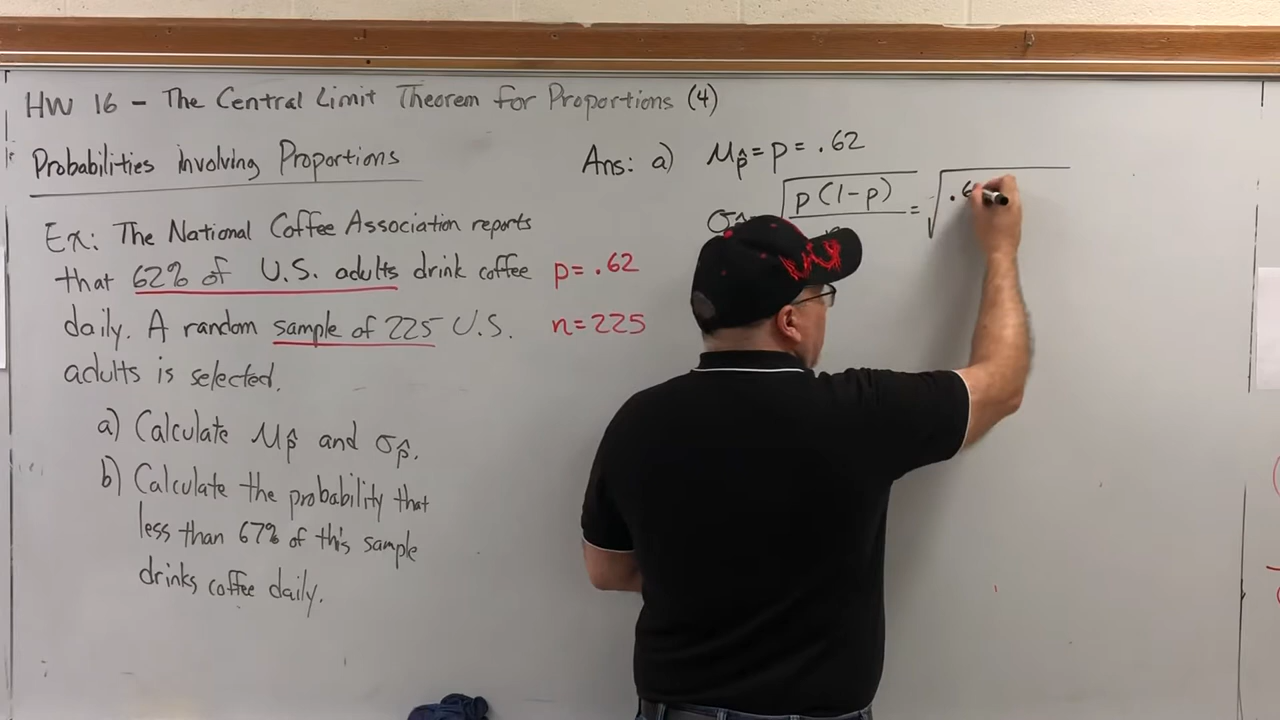 HW 16 - The Central Limit Theorem for Proportions (4)
Probabilities involving Proportions
Ex: The National Coffee Association reports
that 62% of U.S. adults drink coffee
daily. A random sample of 225 U.S.
adults is selected.
a) Calculate μp̂ and σp̂.
b) Calculate the probability that
less than 67% of this sample
drinks coffee daily.
p = .62
n = 225
Ans: a) μp̂ = p = .62
√p(1-p) = √.6